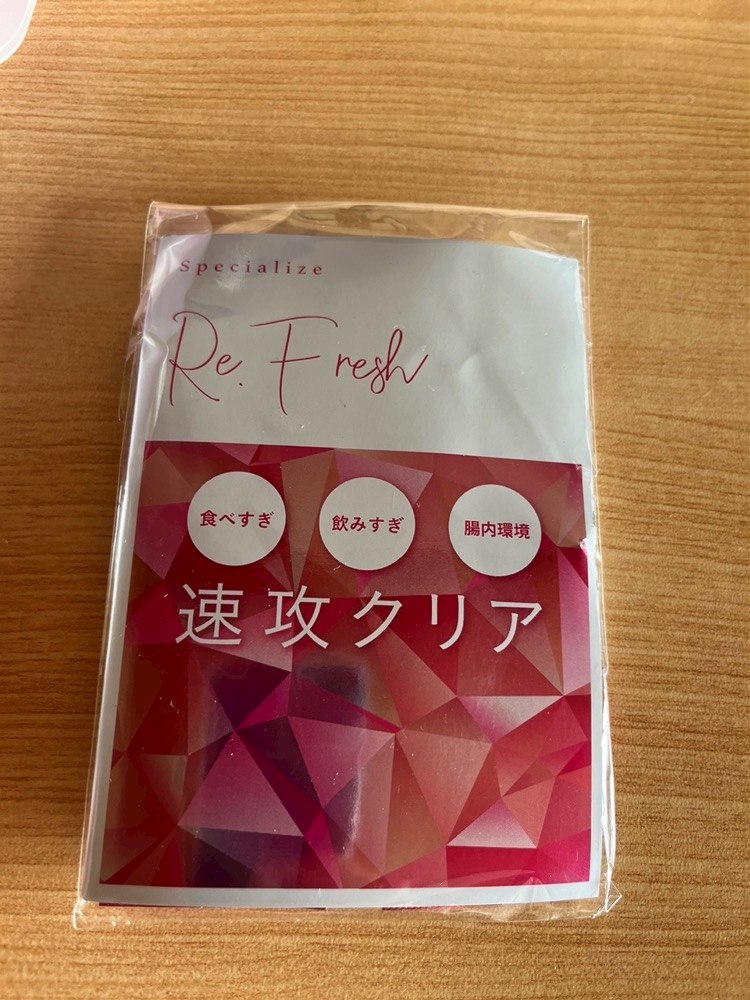 Specialize
Re. Fresh
食べすぎ
飲みすぎ
腸内環境
速攻クリア